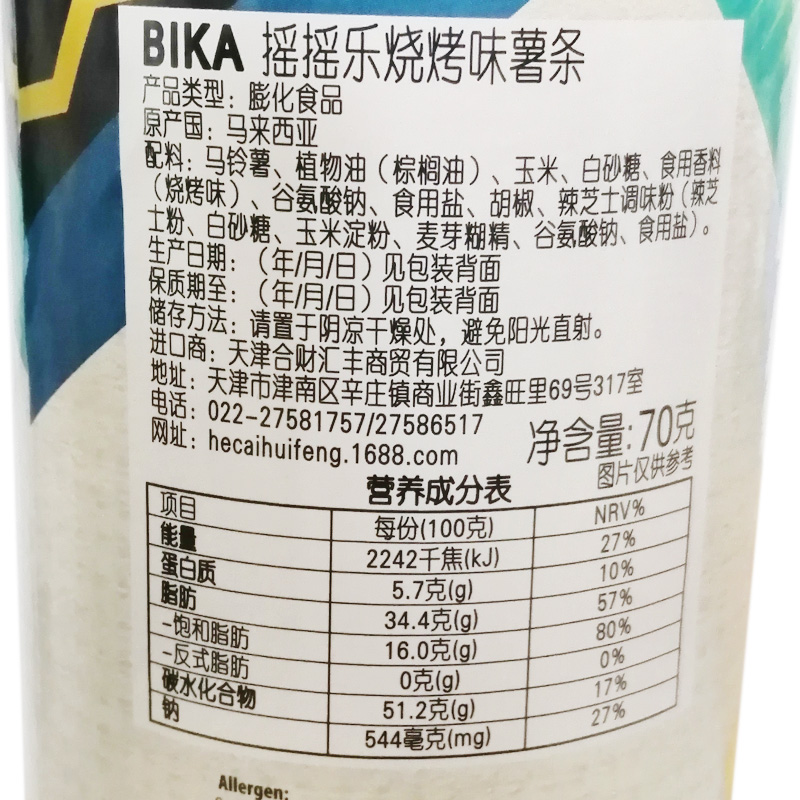 BIKA 摇摇乐烧烤味薯条
产品类型：膨化食品
原产国：马来西亚
配料：马铃薯、植物油（棕榈油）、玉米、白砂糖、食用香料
（烧烤味）、谷氨酸钠、食用盐、胡椒、辣芝士调味粉（辣芝
士粉、白砂糖、玉米淀粉、麦芽糊精、谷氨酸钠、食用盐）。
生产日期：（年/月/日）见包装背面
保质期至：（年/月/日）见包装背面
储存方法：请置于阴凉干燥处，避免阳光直射。
进口商：天津合财汇丰商贸有限公司
地址：天津市津南区辛庄镇商业街鑫旺里69号317室
电话：022-27581757/27586517
网址：hecaihuifeng.1688.com
净含量:70克
图片仅供参考
营养成分表
项目 每份(100克) NRV%
能量 2242千焦(kJ) 27%
蛋白质 5.7克(g) 10%
脂肪 34.4克(g) 57%
-饱和脂肪 16.0克(g) 80%
-反式脂肪 0克(g) 0%
碳水化合物 51.2克(g) 17%
钠 544毫克(mg) 27%
Allergen: